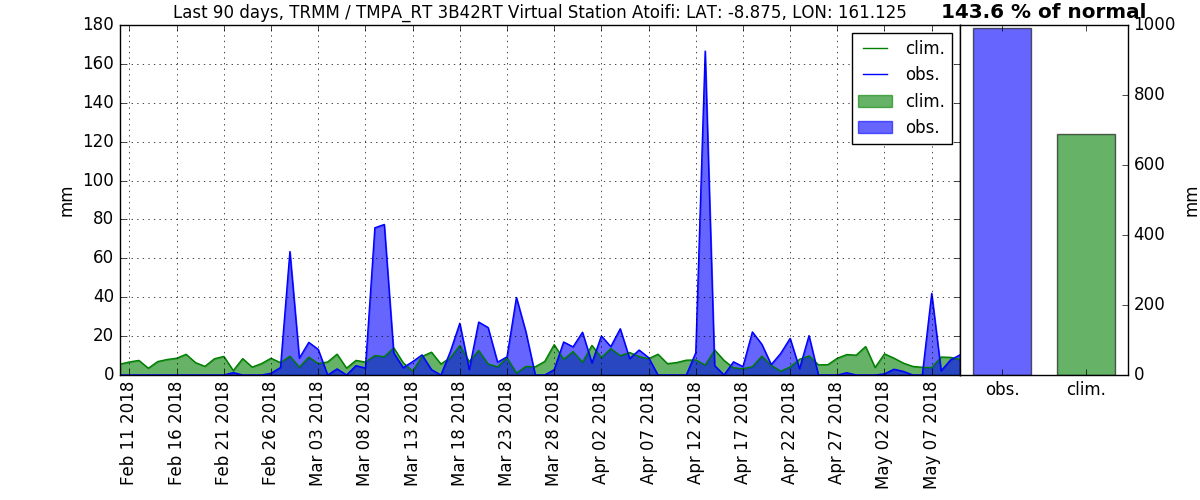 Last 90 days, TRMM / TMPA_RT 3B42RT Virtual Station Atoifi: LAT: -8.875, LON: 161.125
143.6 % of normal
180
160
140
120
100
80
60
40
20
0
mm
clim.
obs.
clim.
obs.
1000
800
600
400
200
0
mm
obs.
clim.
Feb 11 2018
Feb 16 2018
Feb 21 2018
Feb 26 2018
Mar 03 2018
Mar 08 2018
Mar 13 2018
Mar 18 2018
Mar 23 2018
Mar 28 2018
Apr 02 2018
Apr 07 2018
Apr 12 2018
Apr 17 2018
Apr 22 2018
Apr 27 2018
May 02 2018
May 07 2018